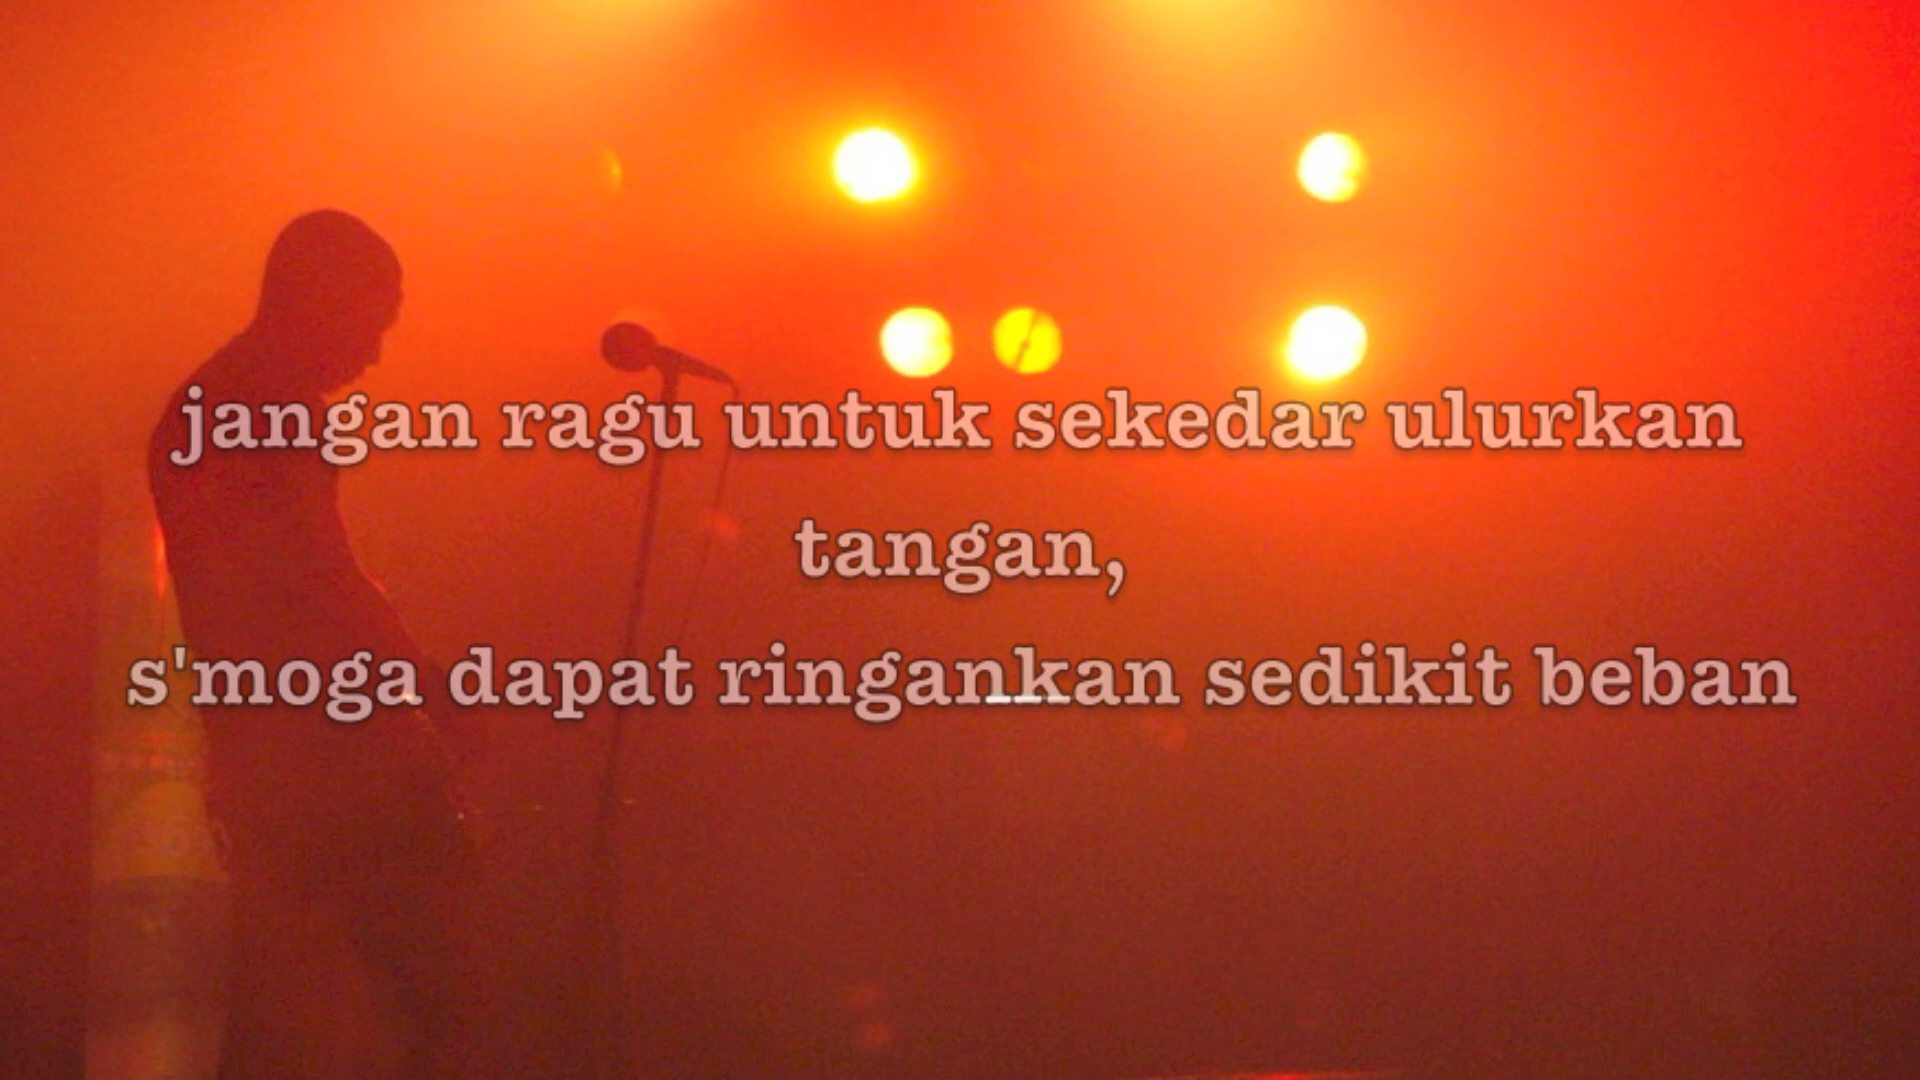 jangan ragu untuk sekedar ulurkan
tangan,
s'moga dapat ringankan sedikit beban